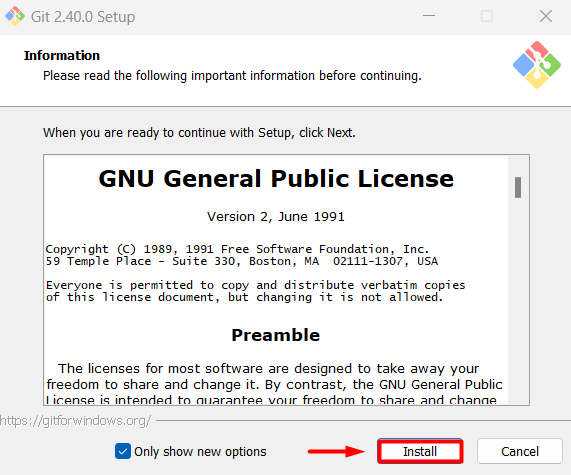 Git 2.40.0 Setup
Information
Please read the following important information before continuing.
When you are ready to continue with Setup, click Next.
GNU General Public License
Version 2, June 1991
Copyright (C) 1989, 1991 Free Software Foundation, Inc.
59 Temple Place - Suite 330, Boston, MA  02111-1307, USA
Everyone is permitted to copy and distribute verbatim copies
of this license document, but changing it is not allowed.
Preamble
The licenses for most software are designed to take away your
freedom to share and change it. By contrast, the GNU General Public
License is intended to guarantee your freedom to share and change
https://gitforwindows.org/
Only show new options
Install
Cancel